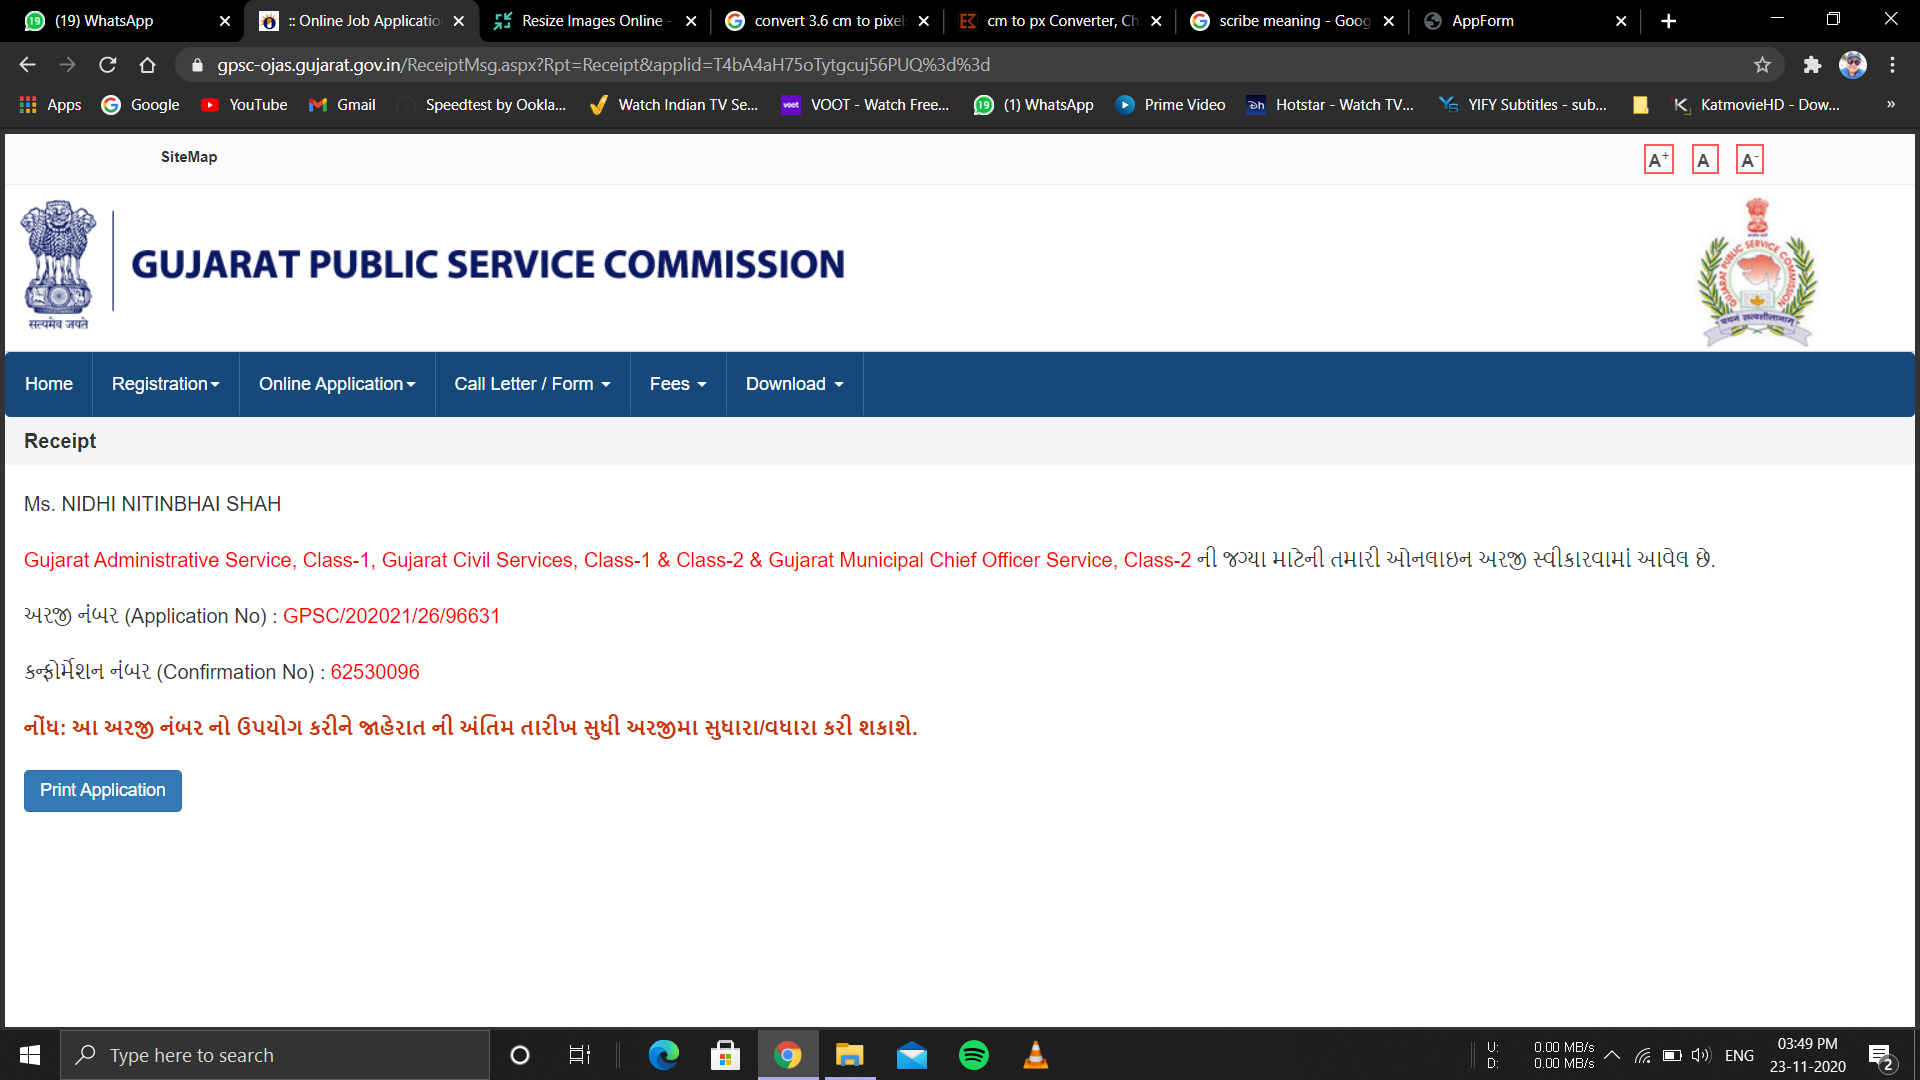 (19) WhatsApp
:: Online Job Applicatio
Resize Images Online -
convert 3.6 cm to pixel
cm to px Converter, Ch
scribe meaning - Goog
AppForm
gpsc-ojas.gujarat.gov.in/ReceiptMsg.aspx?Rpt=Receipt&applid=T4bA4aH75oTytgcuj56PUQ%3d%3d
Apps
Google
YouTube
Gmail
Speedtest by Ookla...
Watch Indian TV Se...
VOOT - Watch Free...
(1) WhatsApp
Prime Video
Hotstar - Watch TV...
YIFY Subtitles - sub...
KatmovieHD - Dow...
»
SiteMap
A+ A A-
सत्यमेव जयते
GUJARAT PUBLIC SERVICE COMMISSION
GUJARAT PUBLIC SERVICE COMMISSION
Home
Registration
Online Application
Call Letter / Form
Fees
Download
Receipt
Ms. NIDHI NITINBHAI SHAH
Gujarat Administrative Service, Class-1, Gujarat Civil Services, Class-1 & Class-2 & Gujarat Municipal Chief Officer Service, Class-2 ની જગ્યા માટેની તમારી ઓનલાઇન અરજી સ્વીકારવામાં આવેલ છે.
અરજી નંબર (Application No) : GPSC/202021/26/96631
કન્ફોર્મેશન નંબર (Confirmation No) : 62530096
નોંધ: આ અરજી નંબર નો ઉપયોગ કરીને જાહેરાત ની અંતિમ તારીખ સુધી અરજીમા સુધારા/વધારા કરી શકાશે.
Print Application
Type here to search
U: 0.00 MB/s
D: 0.00 MB/s
ENG
03:49 PM
23-11-2020
2